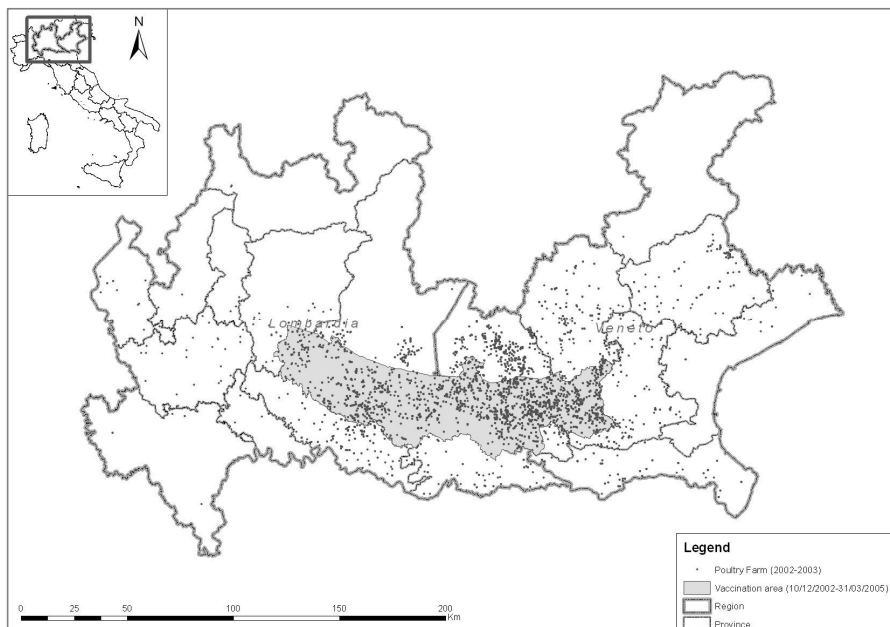 N
Lombardia
Veneto
Legend
Poultry Farm (2002-2003)
Vaccination area (10/12/2002-31/03/2005)
Region
Province
0 25 50 100 150 200
Km